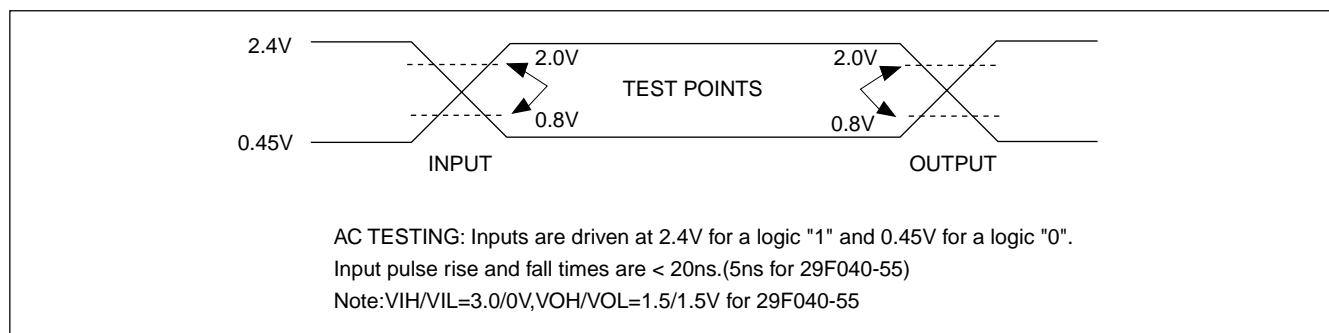 2.4V
2.0V
2.0V
TEST POINTS
0.8V
0.8V
0.45V
INPUT
OUTPUT
AC TESTING: Inputs are driven at 2.4V for a logic "1" and 0.45V for a logic "0".
Input pulse rise and fall times are < 20ns.(5ns for 29F040-55)
Note:VIH/VIL=3.0/0V,VOH/VOL=1.5/1.5V for 29F040-55